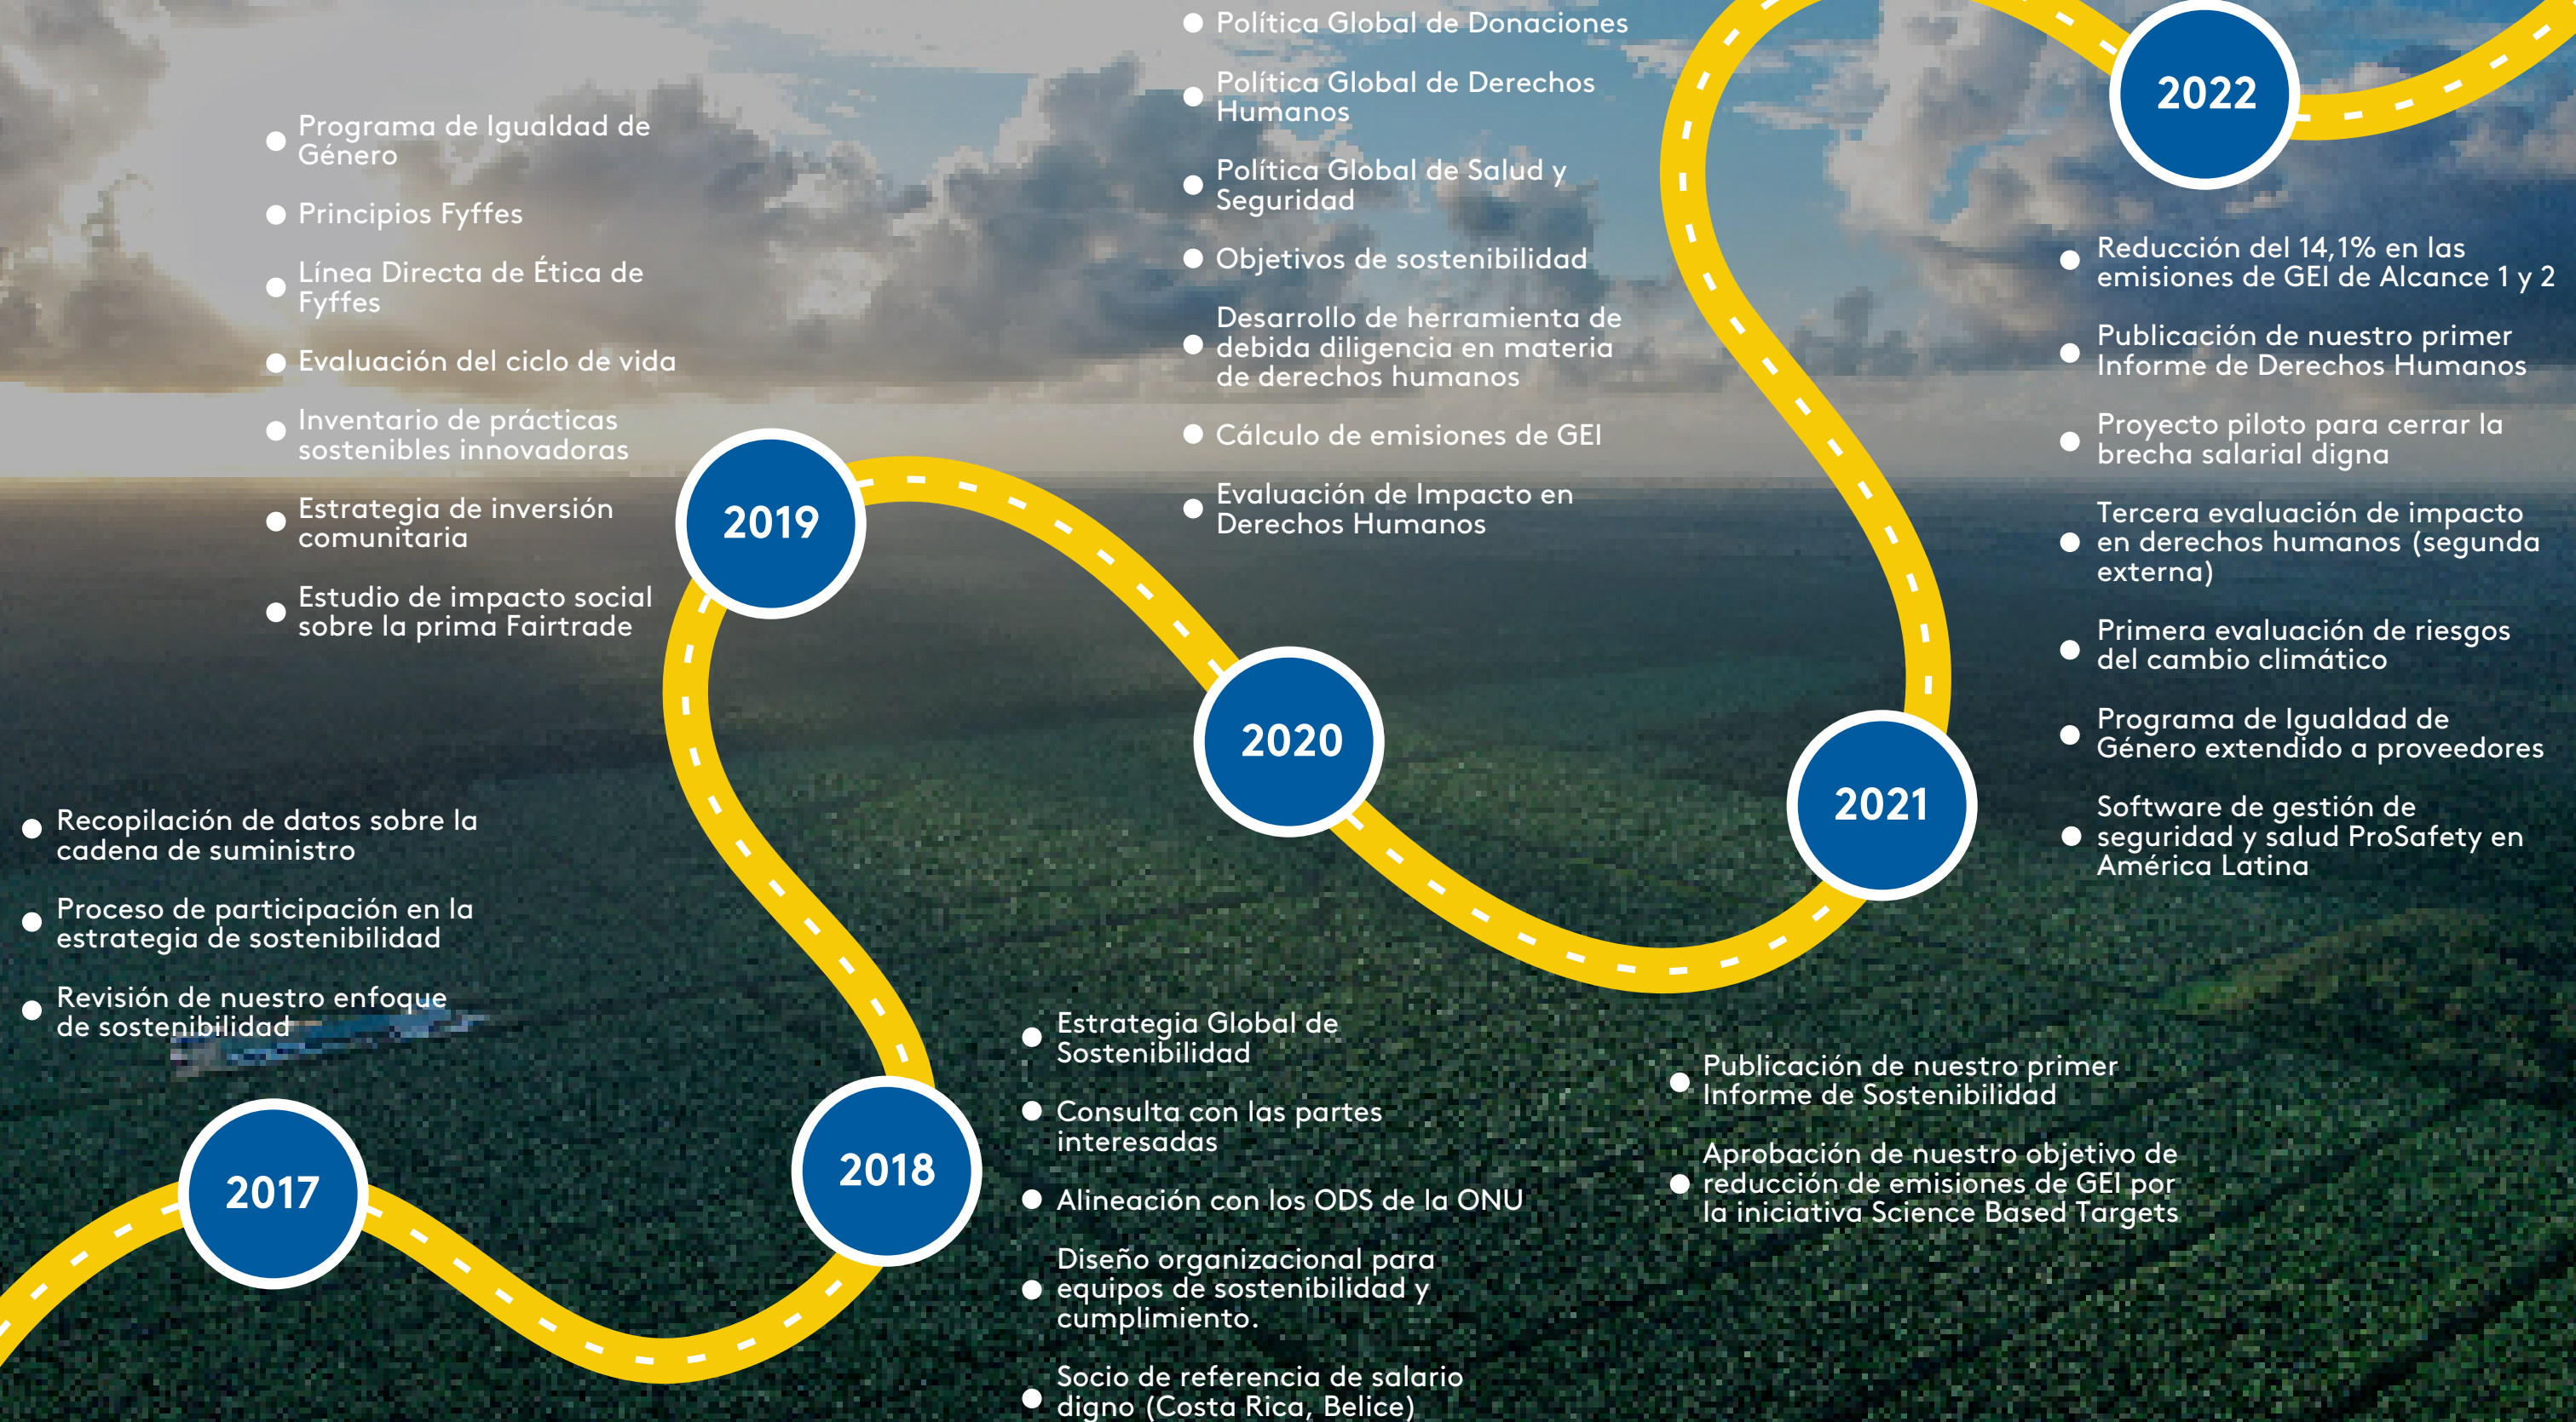 Recopilación de datos sobre la
cadena de suministro
Proceso de participación en la
estrategia de sostenibilidad
Revisión de nuestro enfoque
de sostenibilidad
2017
2018
Estrategia Global de
Sostenibilidad
Consulta con las partes
interesadas
Alineación con los ODS de la ONU
Diseño organizacional para
equipos de sostenibilidad y
cumplimiento.
Socio de referencia de salario
digno (Costa Rica, Belice)
Programa de Igualdad de
Género
Principios Fyffes
Línea Directa de Ética de
Fyffes
Evaluación del ciclo de vida
Inventario de prácticas
sostenibles innovadoras
Estrategia de inversión
comunitaria
Estudio de impacto social
sobre la prima Fairtrade
2019
Política Global de Donaciones
Política Global de Derechos
Humanos
Política Global de Salud y
Seguridad
Objetivos de sostenibilidad
Desarrollo de herramienta de
debida diligencia en materia
de derechos humanos
Cálculo de emisiones de GEI
Evaluación de Impacto en
Derechos Humanos
2020
2021
Publicación de nuestro primer
Informe de Sostenibilidad
Aprobación de nuestro objetivo de
reducción de emisiones de GEI por
la iniciativa Science Based Targets
2022
Reducción del 14,1% en las
emisiones de GEI de Alcance 1 y 2
Publicación de nuestro primer
Informe de Derechos Humanos
Proyecto piloto para cerrar la
brecha salarial digna
Tercera evaluación de impacto
en derechos humanos (segunda
externa)
Primera evaluación de riesgos
del cambio climático
Programa de Igualdad de
Género extendido a proveedores
Software de gestión de
seguridad y salud ProSafety en
América Latina